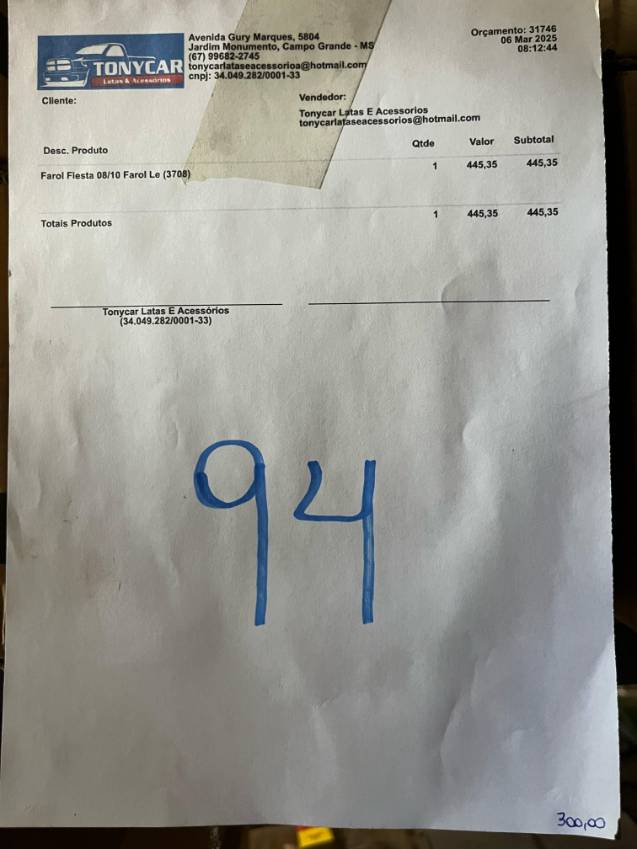 TONYCAR
Latas & Acessórios
Avenida Gury Marques, 5804
Jardim Monumento, Campo Grande - MS
(67) 99682-2745
tonycarlataseacessorioa@hotmail.com
cnpj: 34.049.282/0001-33
Orçamento: 31746
06 Mar 2025
08:12:44
Cliente:
Vendedor:
Tonycar Latas E Acessorios
tonycarlataseacessorios@hotmail.com
Desc. Produto Qtde Valor Subtotal
Farol Fiesta 08/10 Farol Le (3708) 1 445,35 445,35
Totais Produtos 1 445,35 445,35
Tonycar Latas E Acessórios
(34.049.282/0001-33)
94
300,00